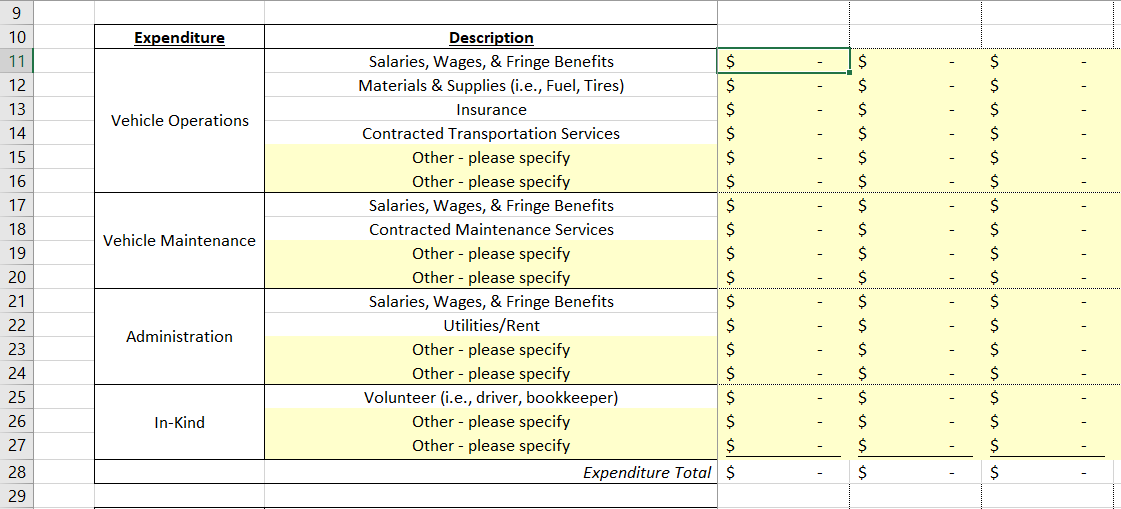 9
10 Expenditure Description
11 Salaries, Wages, & Fringe Benefits $ - $ - $ -
12 Materials & Supplies (i.e., Fuel, Tires) $ - $ - $ -
13 Insurance $ - $ - $ -
Vehicle Operations
14 Contracted Transportation Services $ - $ - $ -
15 Other - please specify $ - $ - $ -
16 Other - please specify $ - $ - $ -
17 Salaries, Wages, & Fringe Benefits $ - $ - $ -
18 Contracted Maintenance Services $ - $ - $ -
Vehicle Maintenance
19 Other - please specify $ - $ - $ -
20 Other - please specify $ - $ - $ -
21 Salaries, Wages, & Fringe Benefits $ - $ - $ -
22 Utilities/Rent $ - $ - $ -
Administration
23 Other - please specify $ - $ - $ -
24 Other - please specify $ - $ - $ -
25 Volunteer (i.e., driver, bookkeeper) $ - $ - $ -
26 In-Kind Other - please specify $ - $ - $ -
27 Other - please specify $ - $ - $ -
28 Expenditure Total $ - $ - $ -
29